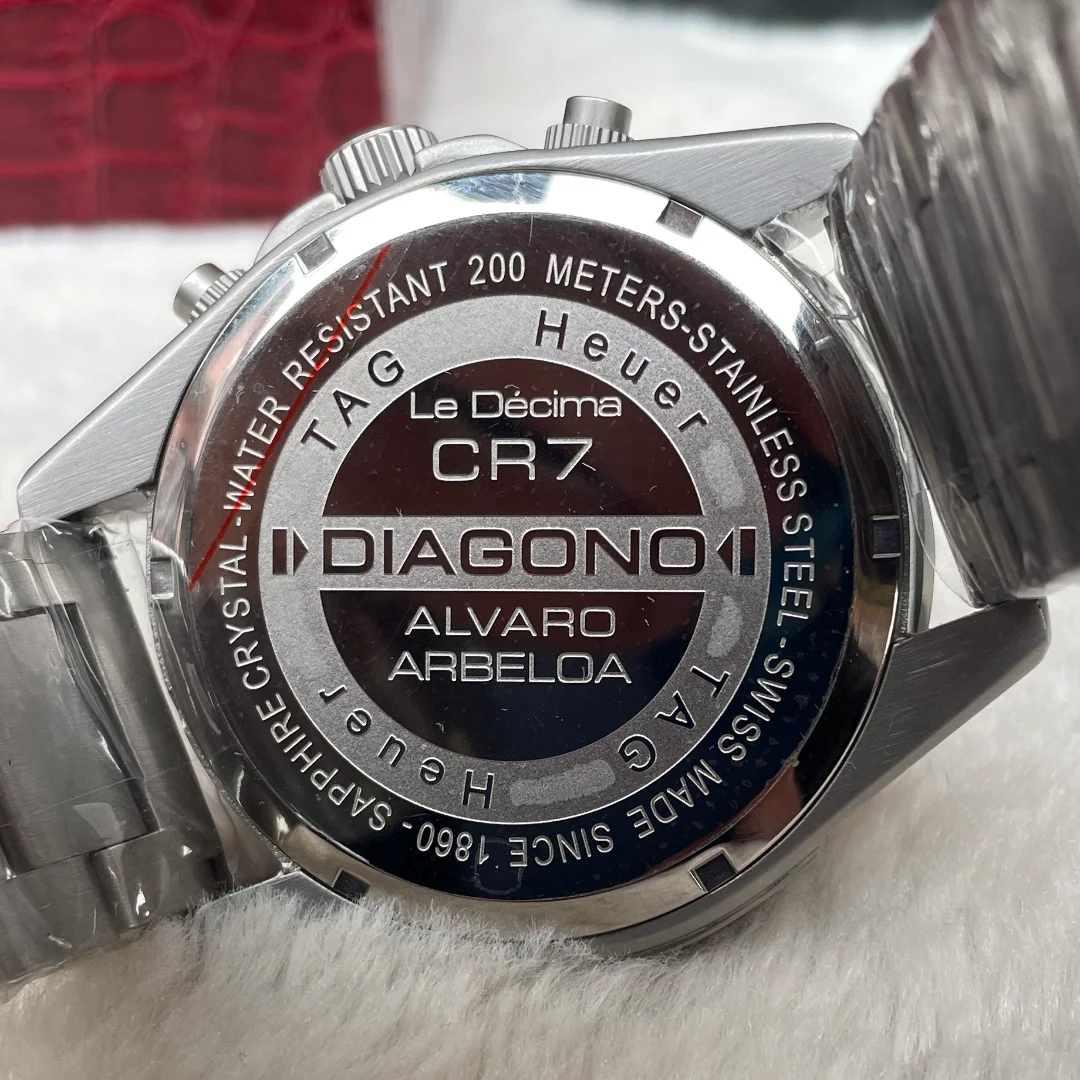 SAPPHIRE CRYSTAL - WATER RESISTANT 200 METERS-STAINLESS STEEL - SWISS MADE SINCE 1860-
TAG Heuer
TAG Heuer
Le Décima
CR7
DIAGONO
ALVARO
ARBELOA